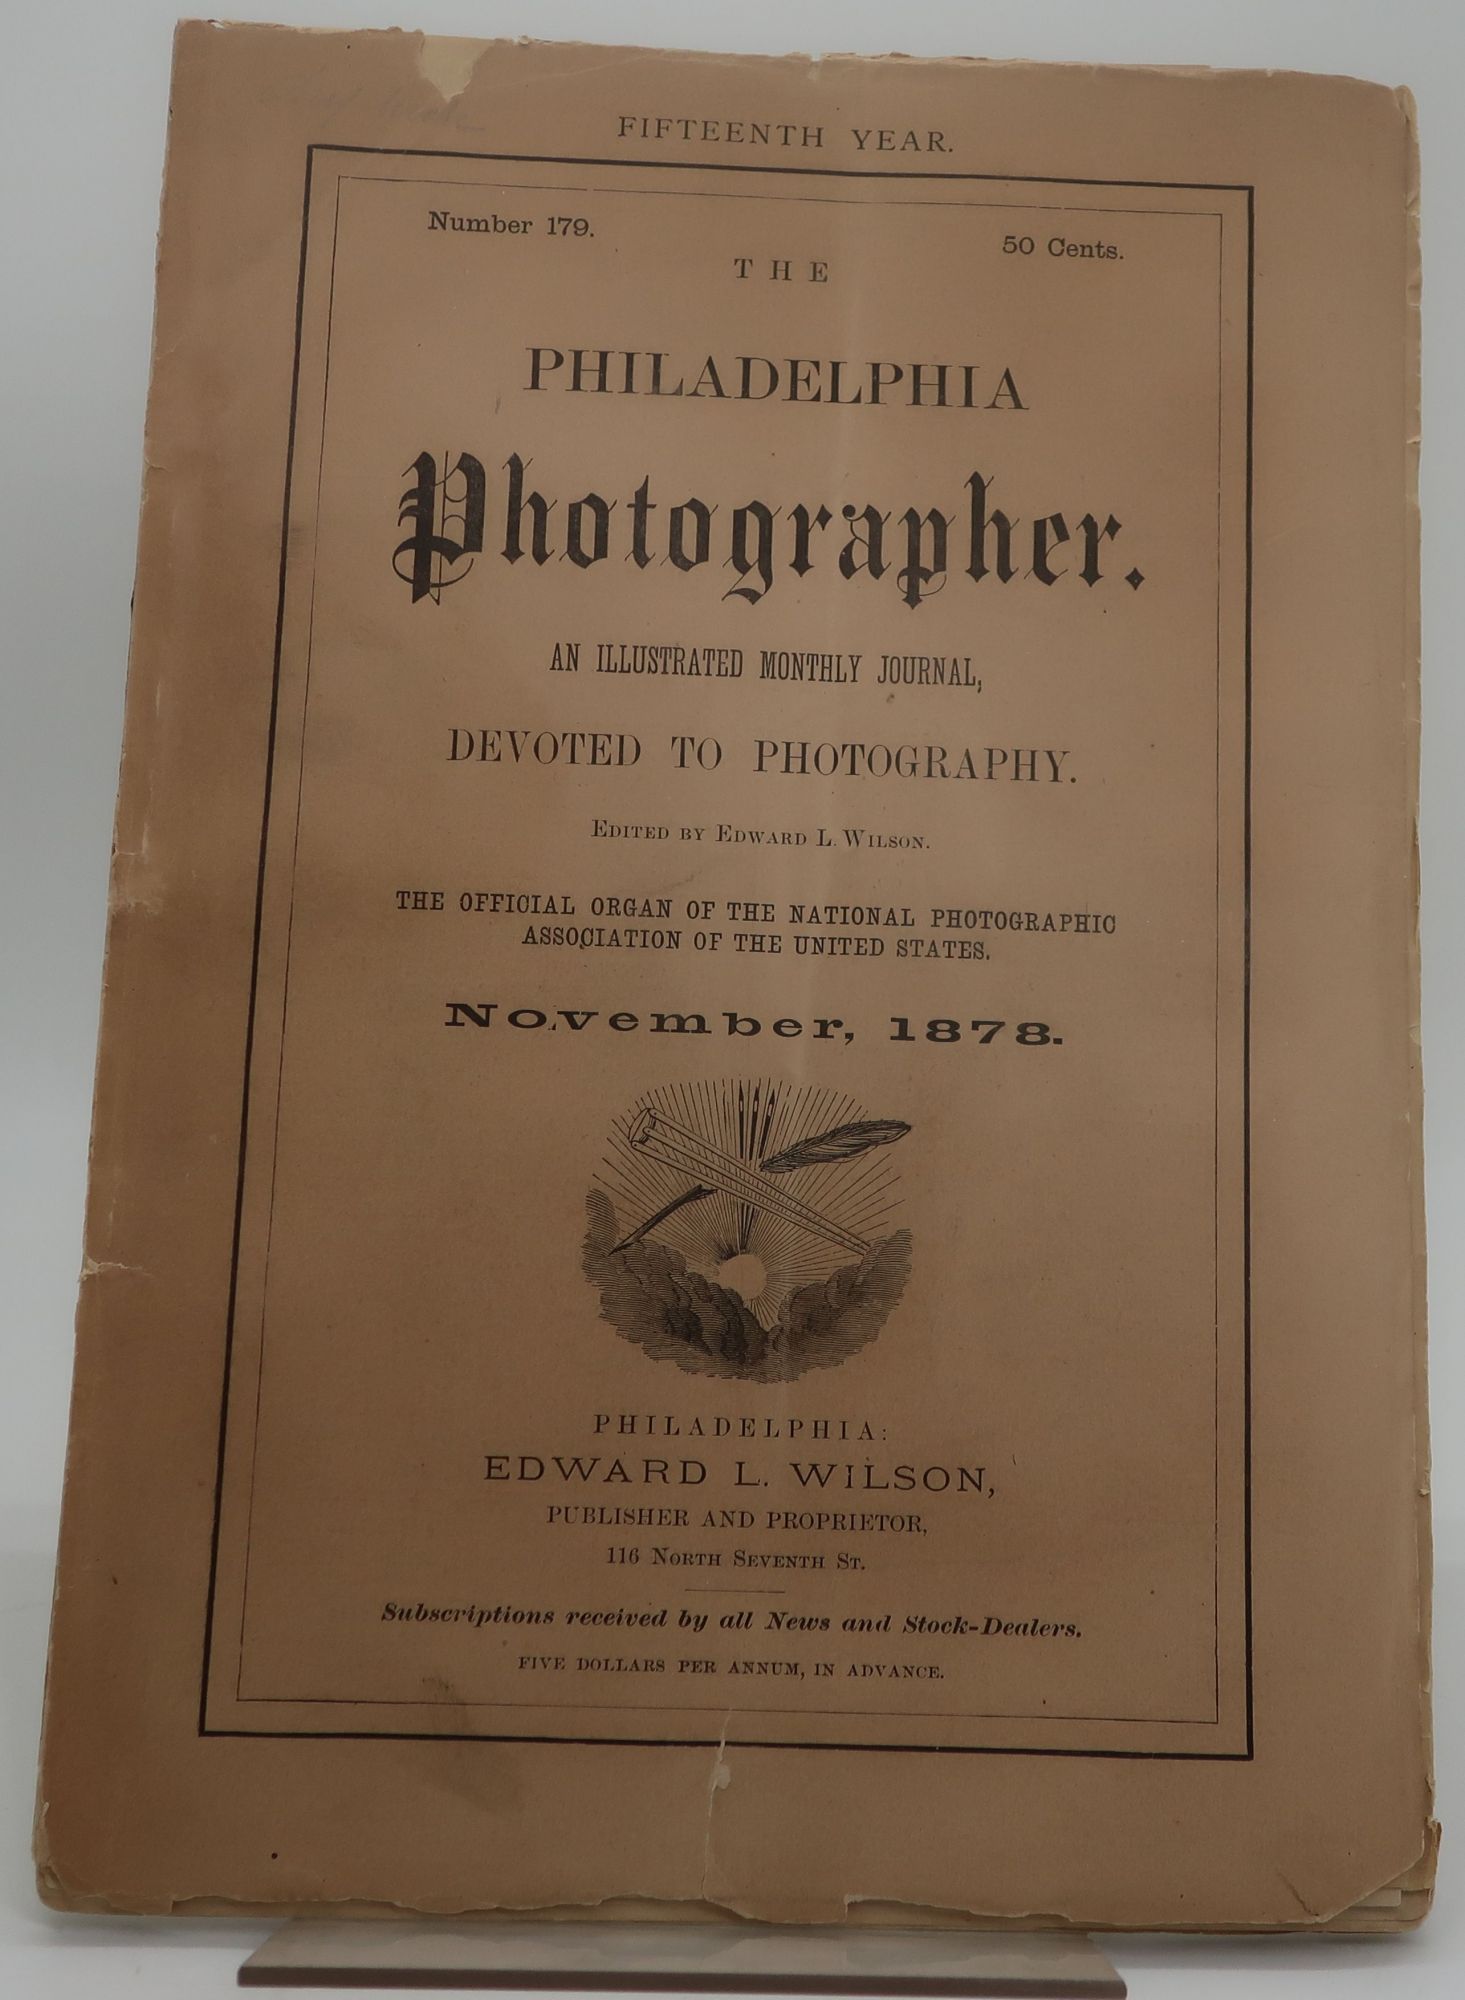 FIFTEENTH YEAR.
Number 179.
50 Cents.
THE
PHILADELPHIA
Photographer.
AN ILLUSTRATED MONTHLY JOURNAL,
DEVOTED TO PHOTOGRAPHY.
EDITED BY EDWARD L. WILSON.
THE OFFICIAL ORGAN OF THE NATIONAL PHOTOGRAPHIC
ASSOCIATION OF THE UNITED STATES.
November, 1878.
PHILADELPHIA:
EDWARD L. WILSON,
PUBLISHER AND PROPRIETOR,
116 NORTH SEVENTH ST.
Subscriptions received by all News and Stock-Dealers.
FIVE DOLLARS PER ANNUM, IN ADVANCE.